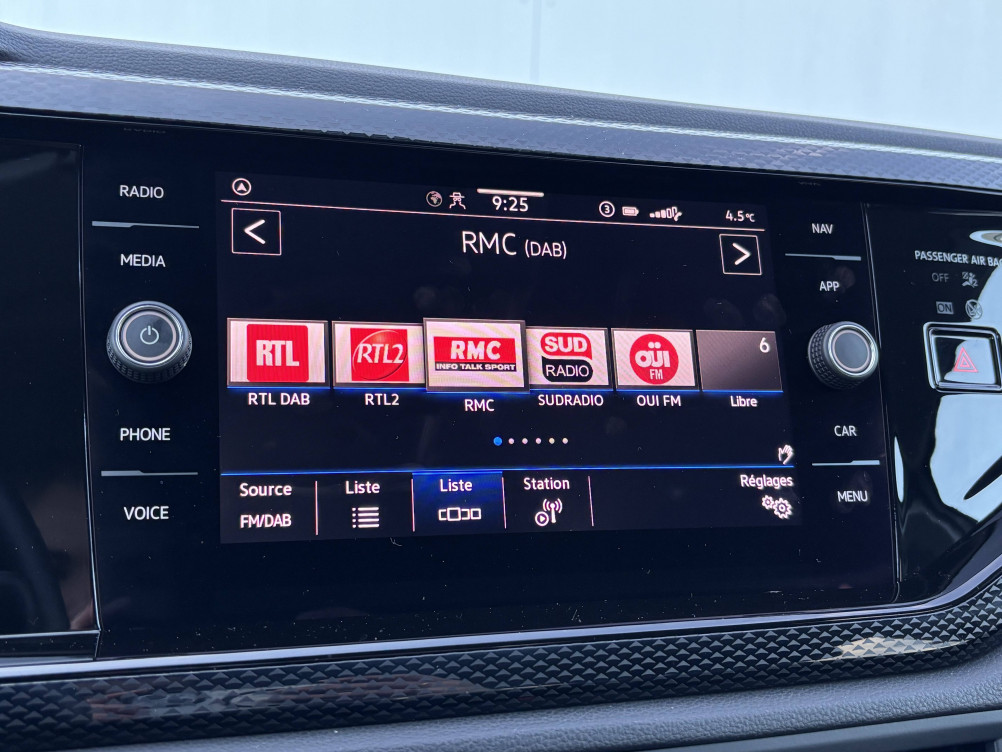 RADIO
MEDIA
PHONE
VOICE
9:25
3
4.5°C
<
RMC (DAB)
>
RTL
RTL2
RMC
INFO TALK SPORT
SUD
RADIO
OÜI
FM
6
RTL DAB
RTL2
RMC
SUDRADIO
OUI FM
Libre
Source
FM/DAB
Liste
Liste
Station
Réglages
NAV
APP
CAR
MENU
PASSENGER AIR BA
OFF
ON